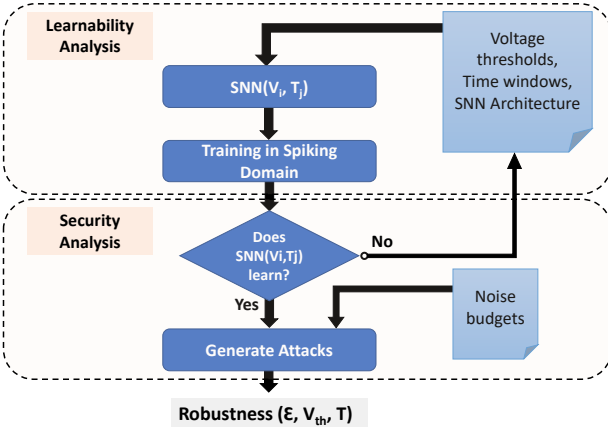 Learnability
Analysis
Voltage
thresholds,
Time windows,
SNN Architecture
SNN(Vi, Tj)
Training in Spiking
Domain
Security
Analysis
Does
SNN(Vi,Tj)
learn?
No
Yes
Noise
budgets
Generate Attacks
Robustness (Ɛ, Vth, T)